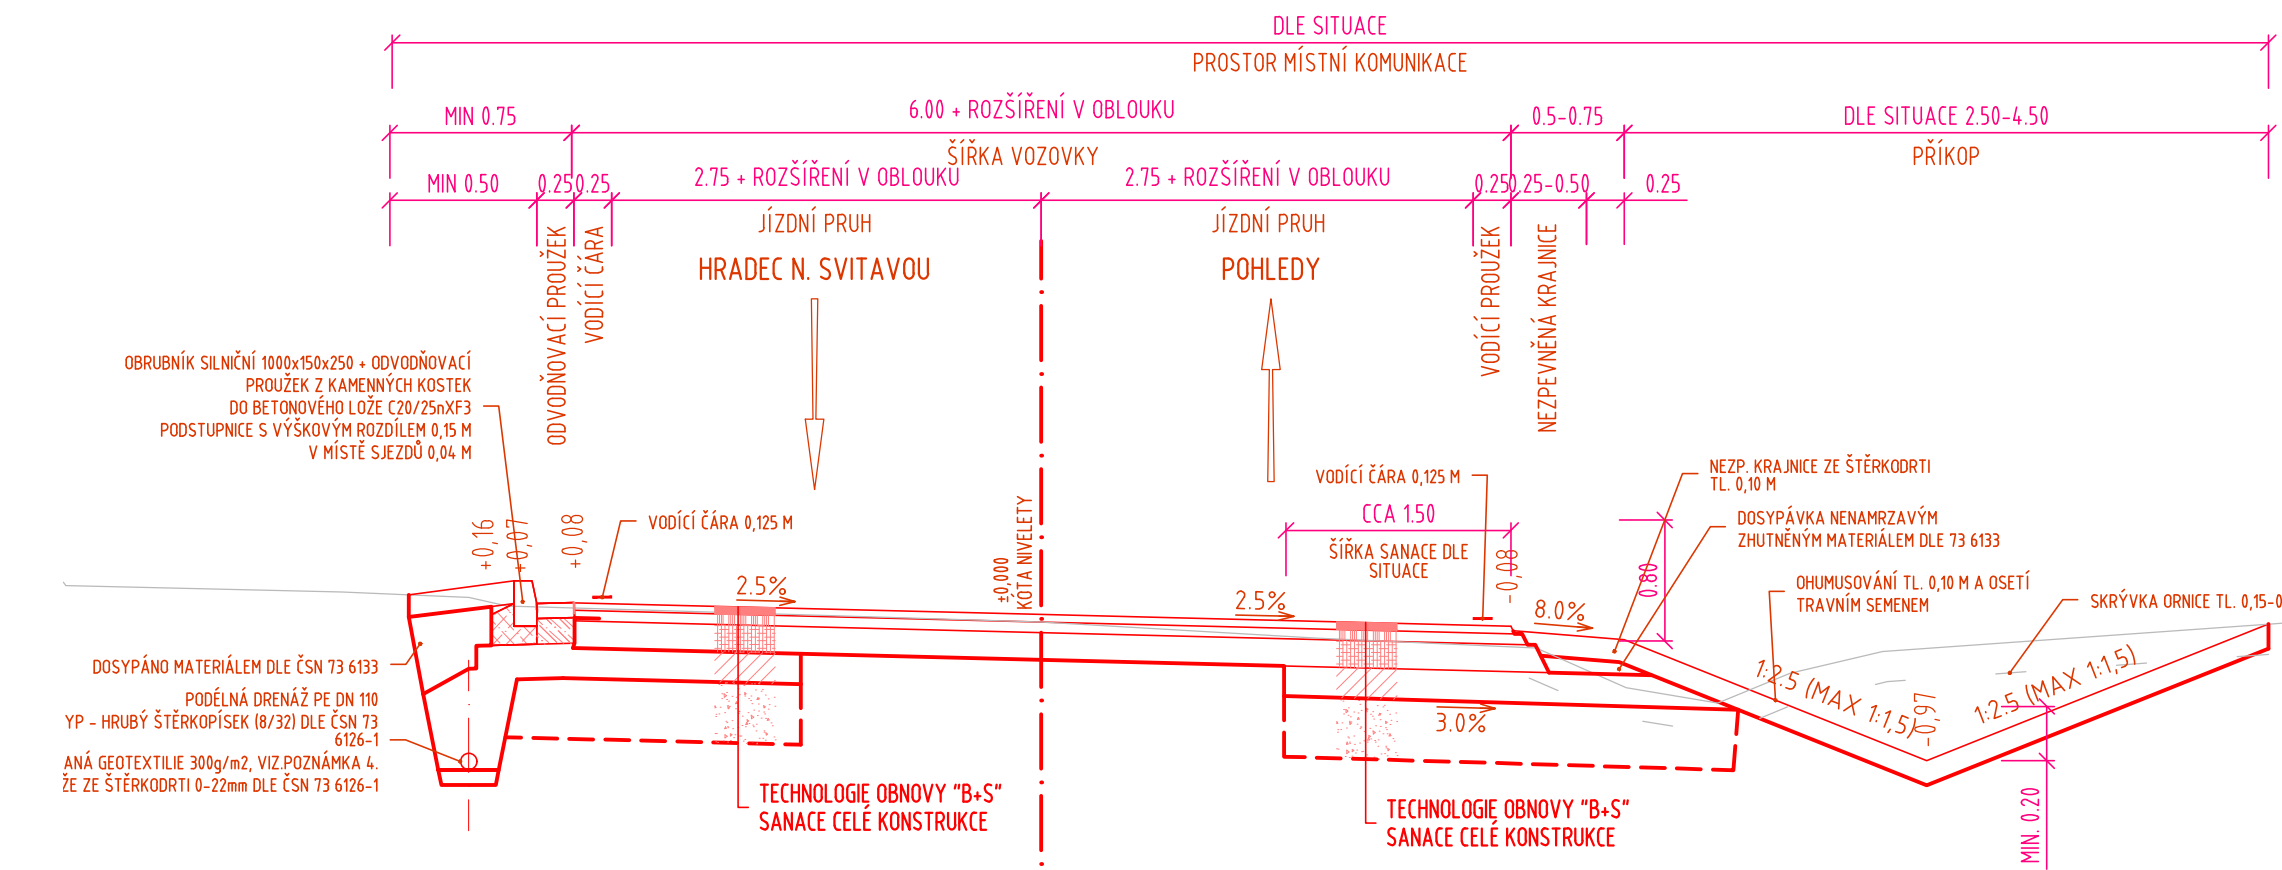 DLE SITUACE
PROSTOR MÍSTNÍ KOMUNIKACE
MIN 0.75
6.00 + ROZŠÍŘENÍ V OBLOUKU
0.5-0.75
DLE SITUACE 2.50-4.50
ŠÍŘKA VOZOVKY
PŘÍKOP
MIN 0.50
0.25
0.25
2.75 + ROZŠÍŘENÍ V OBLOUKU
2.75 + ROZŠÍŘENÍ V OBLOUKU
0.25
0.25-0.50
0.25
ODVODŇOVACÍ PROUŽEK
VODÍCÍ ČÁRA
JÍZDNÍ PRUH
JÍZDNÍ PRUH
VODÍCÍ PROUŽEK
NEZPEVNĚNÁ KRAJNICE
HRADEC N. SVITAVOU
POHLEDY
OBRUBNÍK SILNIČNÍ 1000x150x250 + ODVODŇOVACÍ
PROUŽEK Z KAMENNÝCH KOSTEK
DO BETONOVÉHO LOŽE C20/25nXF3
PODSTUPNICE S VÝŠKOVÝM ROZDÍLEM 0,15 M
V MÍSTĚ SJEZDŮ 0,04 M
+0,16
+0,07
+0,08
VODÍCÍ ČÁRA 0,125 M
2.5%
±0,000
KÓTA NIVELETY
VODÍCÍ ČÁRA 0,125 M
CCA 1.50
ŠÍŘKA SANACE DLE
SITUACE
2.5%
-0,08
8.0%
0.80
NEZP. KRAJNICE ZE ŠTĚRKODRTI
TL. 0,10 M
DOSYPÁVKA NENAMRZAVÝM
ZHUTNĚNÝM MATERIÁLEM DLE 73 6133
OHUMUSOVÁNÍ TL. 0,10 M A OSETÍ
TRAVNÍM SEMENEM
SKRÝVKA ORNICE TL. 0,15-0
1:2.5 (MAX 1:1,5)
-0,97
1:2.5 (MAX 1:1,5)
3.0%
MIN. 0.20
DOSYPÁNO MATERIÁLEM DLE ČSN 73 6133
PODÉLNÁ DRENÁŽ PE DN 110
YP - HRUBÝ ŠTĚRKOPÍSEK (8/32) DLE ČSN 73
6126-1
ANÁ GEOTEXTILIE 300g/m2, VIZ.POZNÁMKA 4.
ŽE ZE ŠTĚRKODRTI 0-22mm DLE ČSN 73 6126-1
TECHNOLOGIE OBNOVY "B+S"
SANACE CELÉ KONSTRUKCE
TECHNOLOGIE OBNOVY "B+S"
SANACE CELÉ KONSTRUKCE